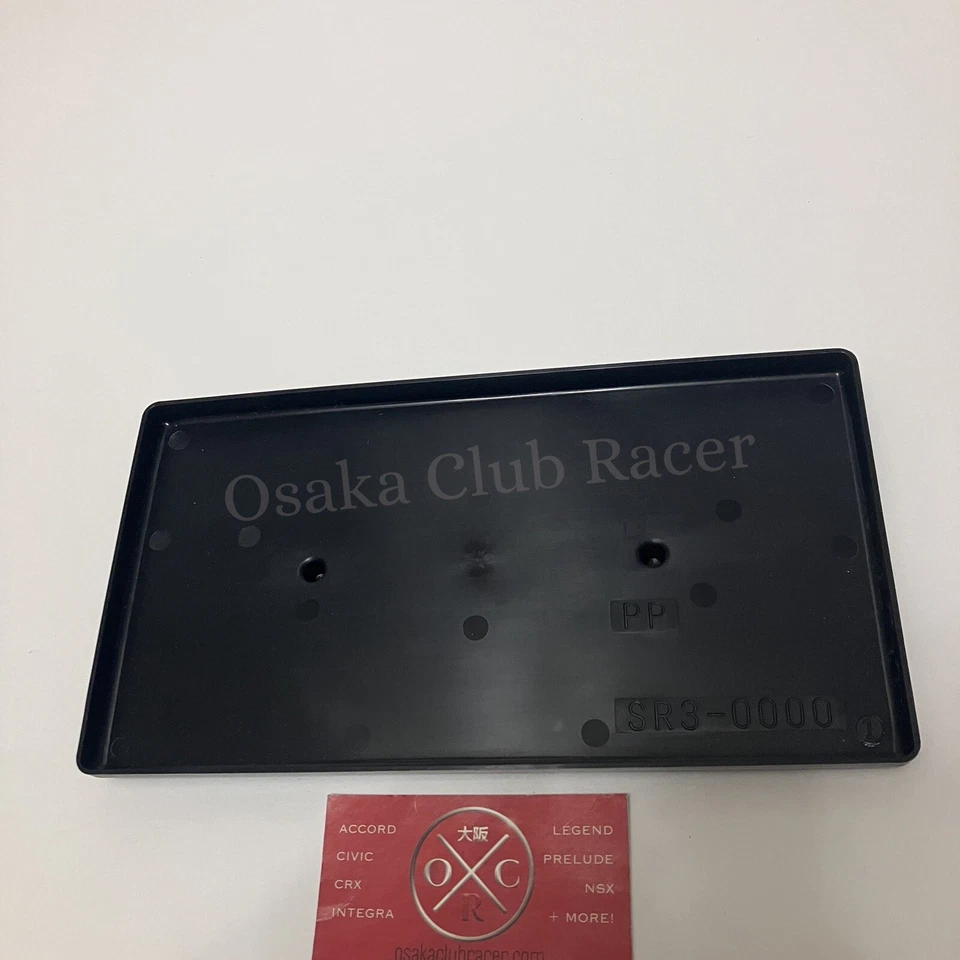 Osaka Club Racer
PP
SR3-0000
ACCORD
CIVIC
CRX
INTEGRA
大阪
O C
R
LEGEND
PRELUDE
NSX
+ MORE!
osakaclubracer.com